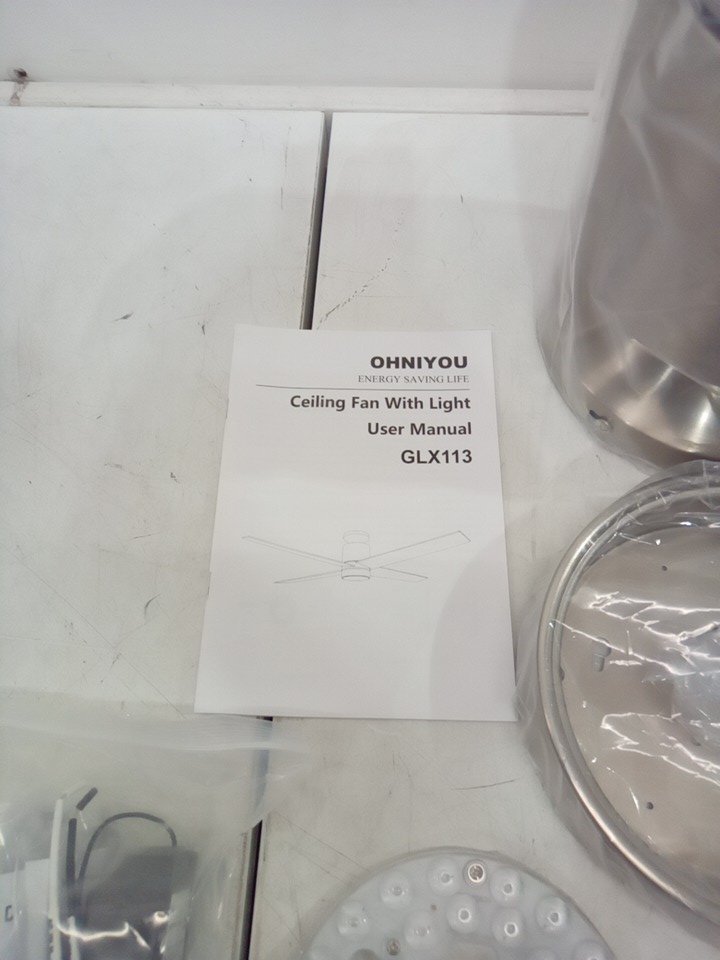 OHNIYOU
ENERGY SAVING LIFE
Ceiling Fan With Light
User Manual
GLX113